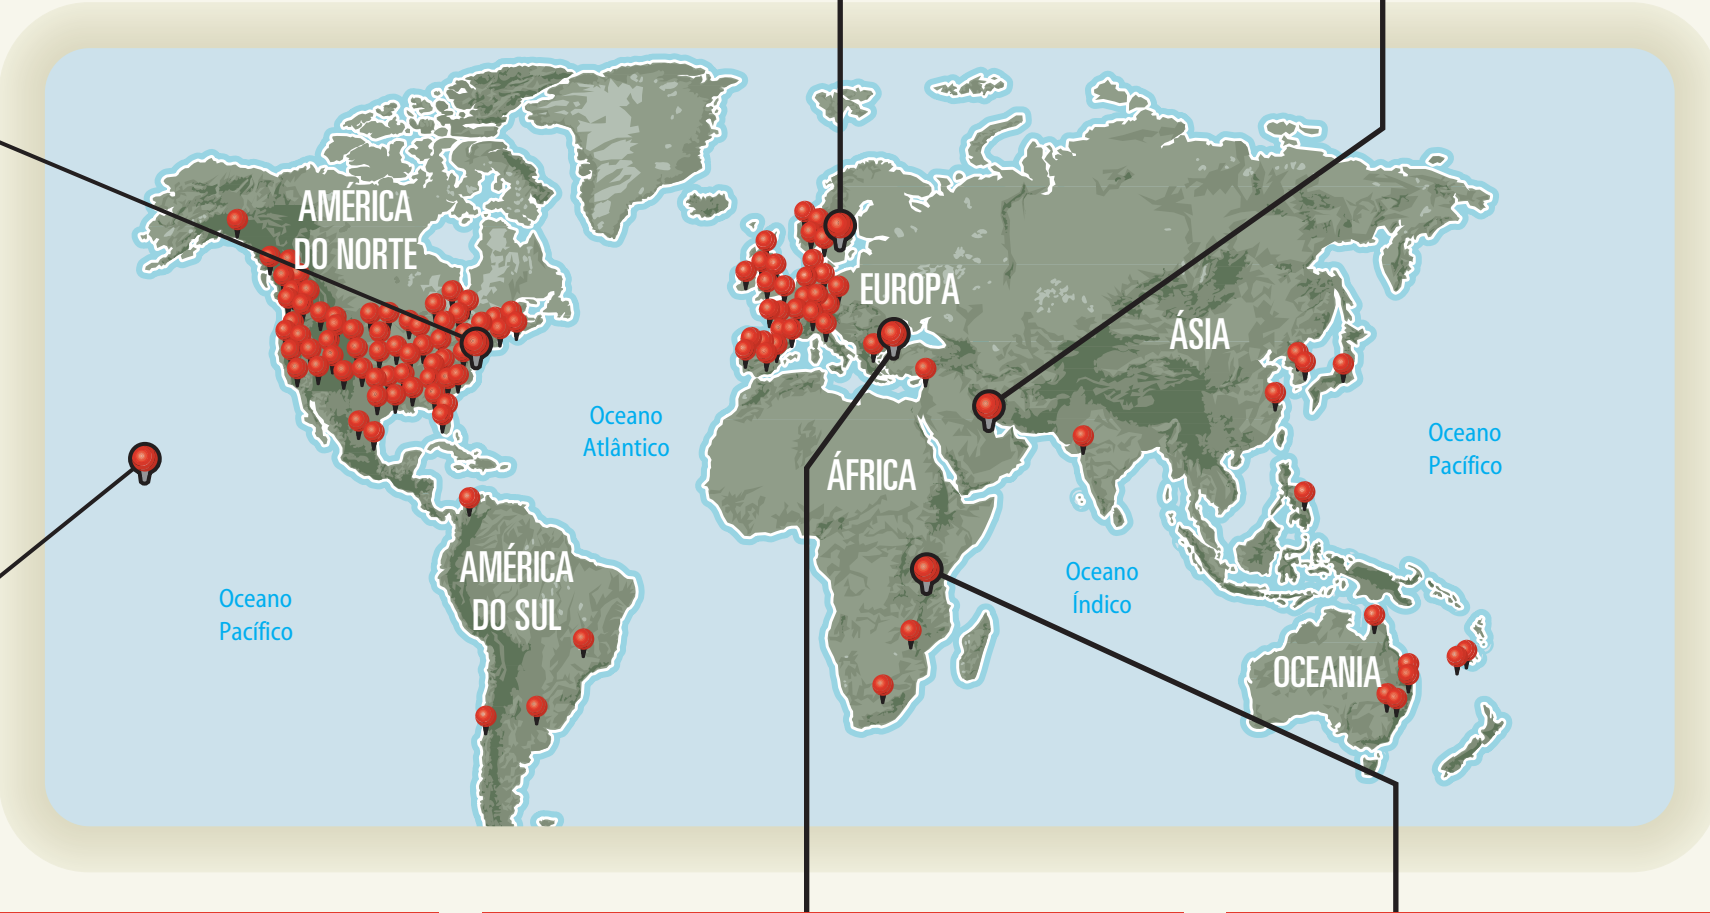 AMÉRICA
DO NORTE
EUROPA
ÁSIA
Oceano
Atlântico
Oceano
Pacífico
ÁFRICA
AMÉRICA
DO SUL
Oceano
Índico
Oceano
Pacífico
OCEANIA